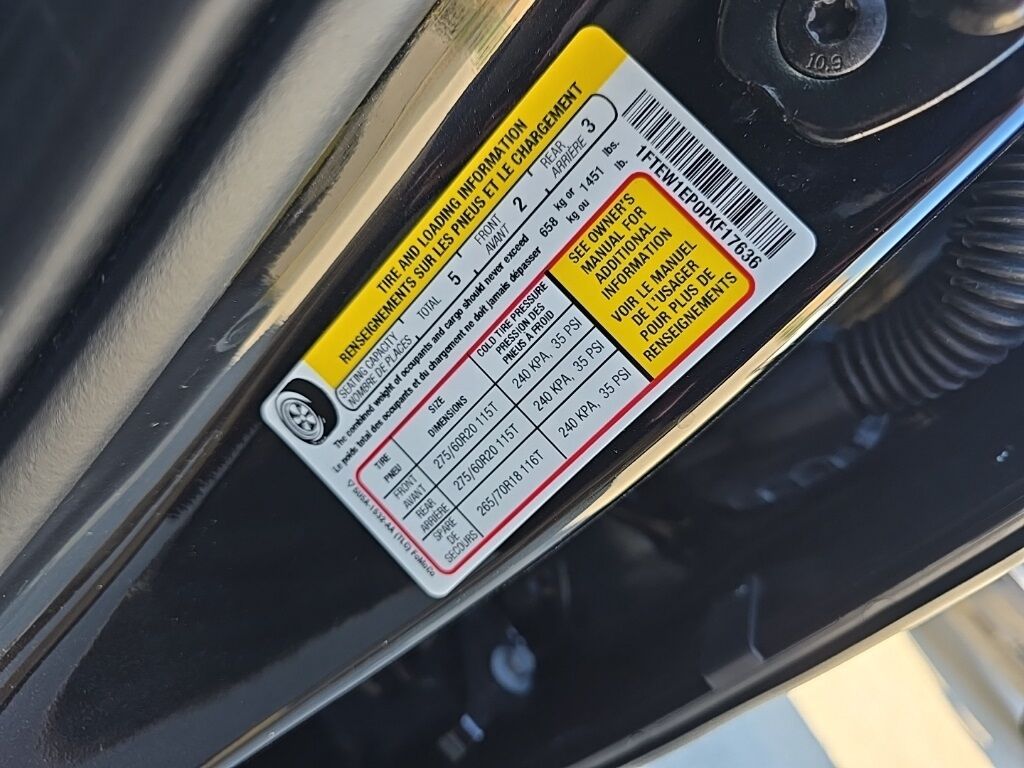 10.9
TIRE AND LOADING INFORMATION
RENSEIGNEMENTS SUR LES PNEUS ET LE CHARGEMENT
SEATING CAPACITY
NOMBRE DE PLACES
TOTAL 5
FRONT
AVANT 2
REAR
ARRIÈRE 3
The combined weight of occupants and cargo should never exceed 658 kg or 1451 lbs.
Le poids total des occupants et du chargement ne doit jamais dépasser kg ou lb.
TIRE
PNEU
SIZE
DIMENSIONS
COLD TIRE PRESSURE
PRESSION DES
PNEUS A FROID
FRONT
AVANT
275/60R20 115T
240 KPA, 35 PSI
REAR
ARRIÈRE
275/60R20 115T
240 KPA, 35 PSI
SPARE
DE
SECOURS
265/70R18 116T
240 KPA, 35 PSI
SEE OWNER'S
MANUAL FOR
ADDITIONAL
INFORMATION
VOIR LE MANUEL
DE L'USAGER
POUR PLUS DE
RENSEIGNEMENTS
1FTEW1EP0PKF17636
(TLC) FoMoCo